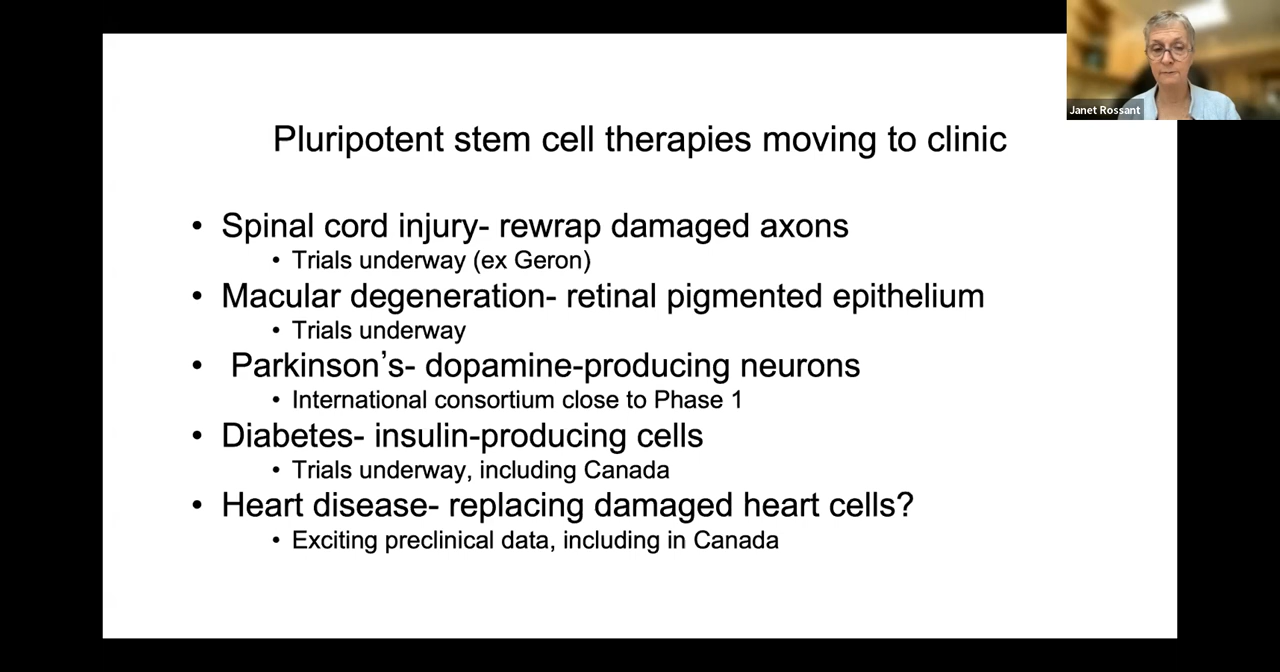 Janet Rossant
Pluripotent stem cell therapies moving to clinic
• Spinal cord injury- rewrap damaged axons
• Trials underway (ex Geron)
• Macular degeneration- retinal pigmented epithelium
• Trials underway
• Parkinson’s- dopamine-producing neurons
• International consortium close to Phase 1
• Diabetes- insulin-producing cells
• Trials underway, including Canada
• Heart disease- replacing damaged heart cells?
• Exciting preclinical data, including in Canada